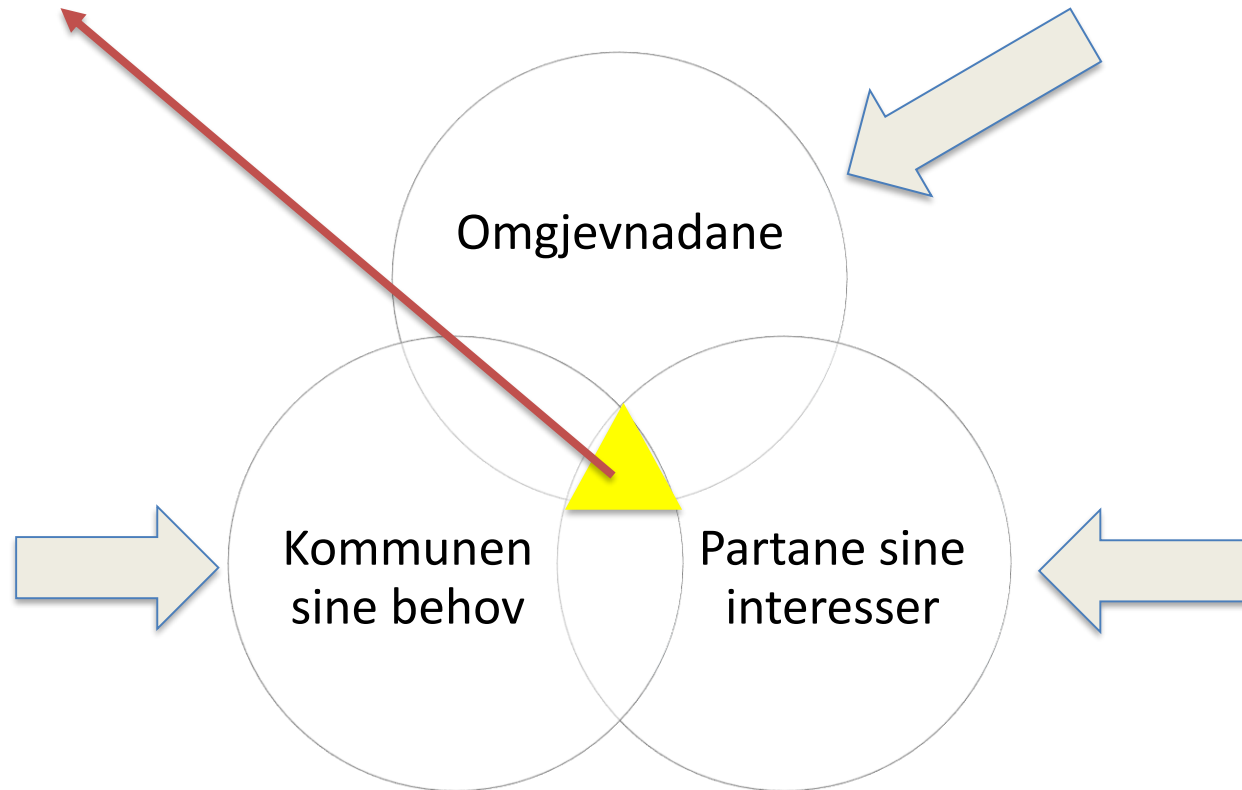 Omgjevnadane
Kommunen
sine behov
Partane sine
interesser